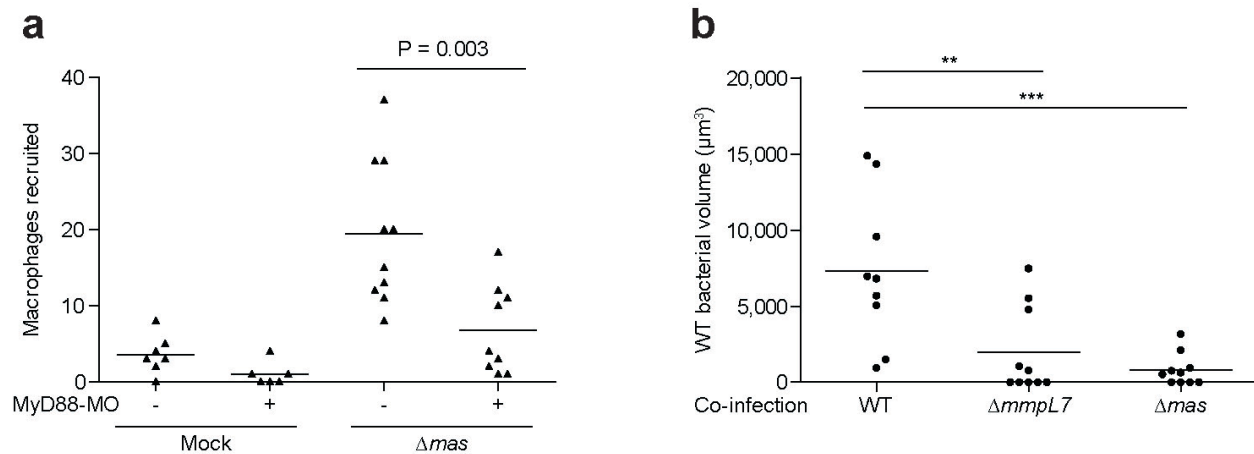 a
P = 0.003
Macrophages recruited
40
30
20
10
0
MyD88-MO - + - +
Mock Δmas
b
**
***
WT bacterial volume (µm³)
20,000
15,000
10,000
5,000
0
Co-infection WT ΔmmpL7 Δmas